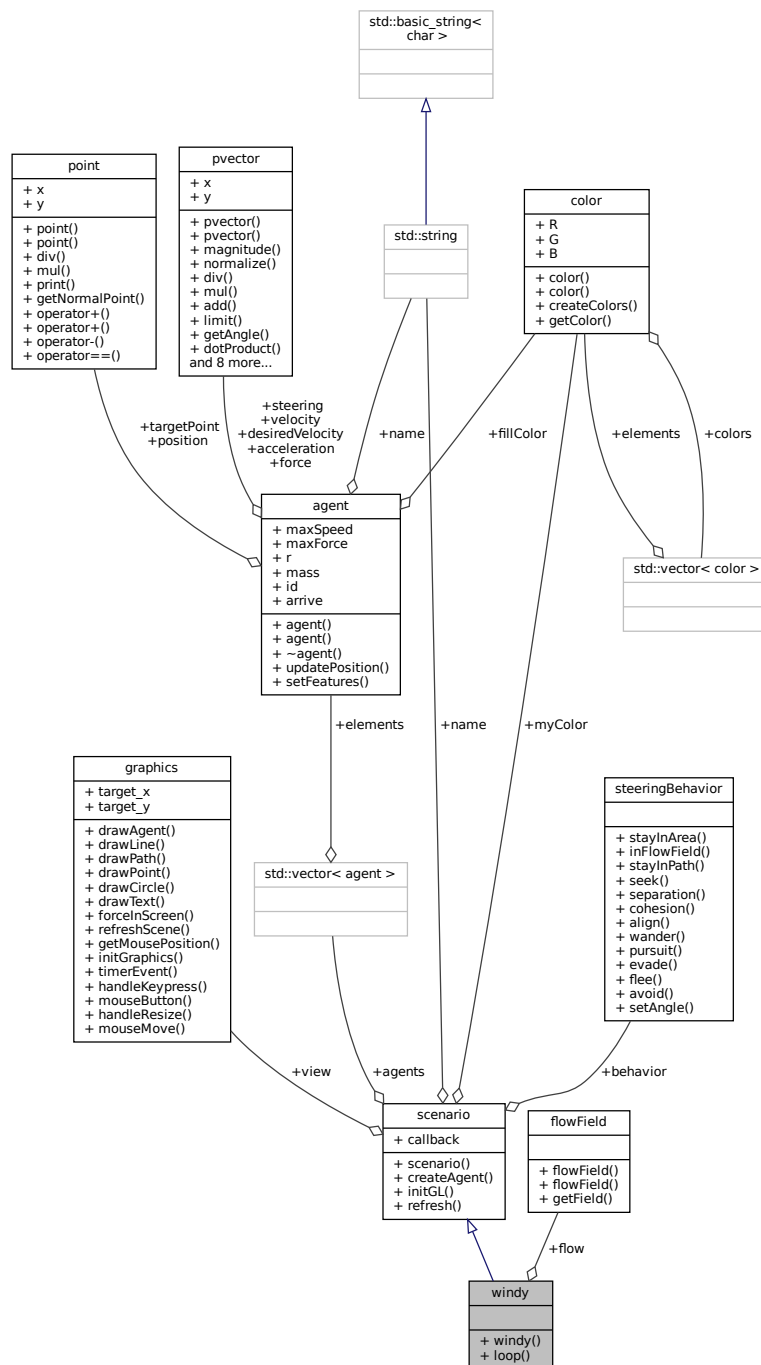 std::basic_string<
char >
point
+ x
+ y
+ point()
+ point()
+ div()
+ mul()
+ print()
+ getNormalPoint()
+ operator+()
+ operator+()
+ operator-()
+ operator==()
pvector
+ x
+ y
+ pvector()
+ pvector()
+ magnitude()
+ normalize()
+ div()
+ mul()
+ add()
+ limit()
+ getAngle()
+ dotProduct()
and 8 more...
std::string
color
+ R
+ G
+ B
+ color()
+ color()
+ createColors()
+ getColor()
+targetPoint
+position
+steering
+velocity
+desiredVelocity
+acceleration
+force
+name
+fillColor
+elements
+colors
agent
+ maxSpeed
+ maxForce
+ r
+ mass
+ id
+ arrive
+ agent()
+ agent()
+ ~agent()
+ updatePosition()
+ setFeatures()
std::vector< color >
+elements
+name
+myColor
graphics
+ target_x
+ target_y
+ drawAgent()
+ drawLine()
+ drawPath()
+ drawPoint()
+ drawCircle()
+ drawText()
+ forceInScreen()
+ refreshScene()
+ getMousePosition()
+ initGraphics()
+ timerEvent()
+ handleKeypress()
+ mouseButton()
+ handleResize()
+ mouseMove()
std::vector< agent >
steeringBehavior
+ stayInArea()
+ inFlowField()
+ stayInPath()
+ seek()
+ separation()
+ cohesion()
+ align()
+ wander()
+ pursuit()
+ evade()
+ flee()
+ avoid()
+ setAngle()
+view
+agents
+behavior
scenario
+ callback
+ scenario()
+ createAgent()
+ initGL()
+ refresh()
flowField
+ flowField()
+ flowField()
+ getField()
+flow
windy
+ windy()
+ loop()